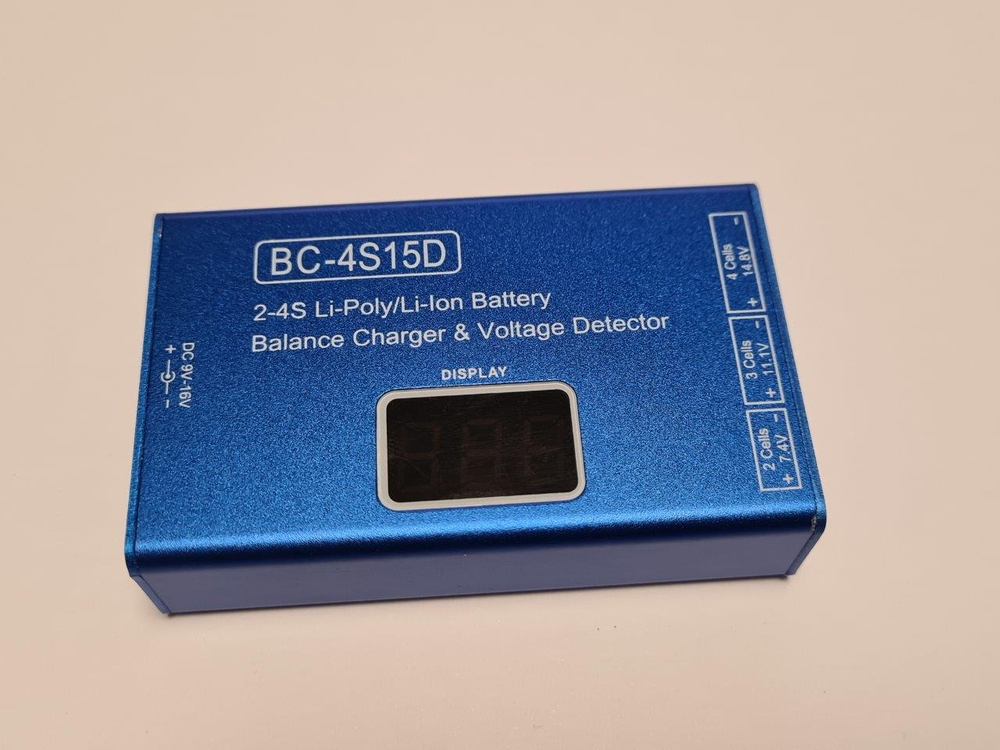 BC-4S15D
2-4S Li-Poly/Li-Ion Battery
Balance Charger & Voltage Detector
DISPLAY
DC 9V-16V
+ -
4 Cells
14.8V
+ -
3 Cells
11.1V
+ -
2 Cells
7.4V
+ -